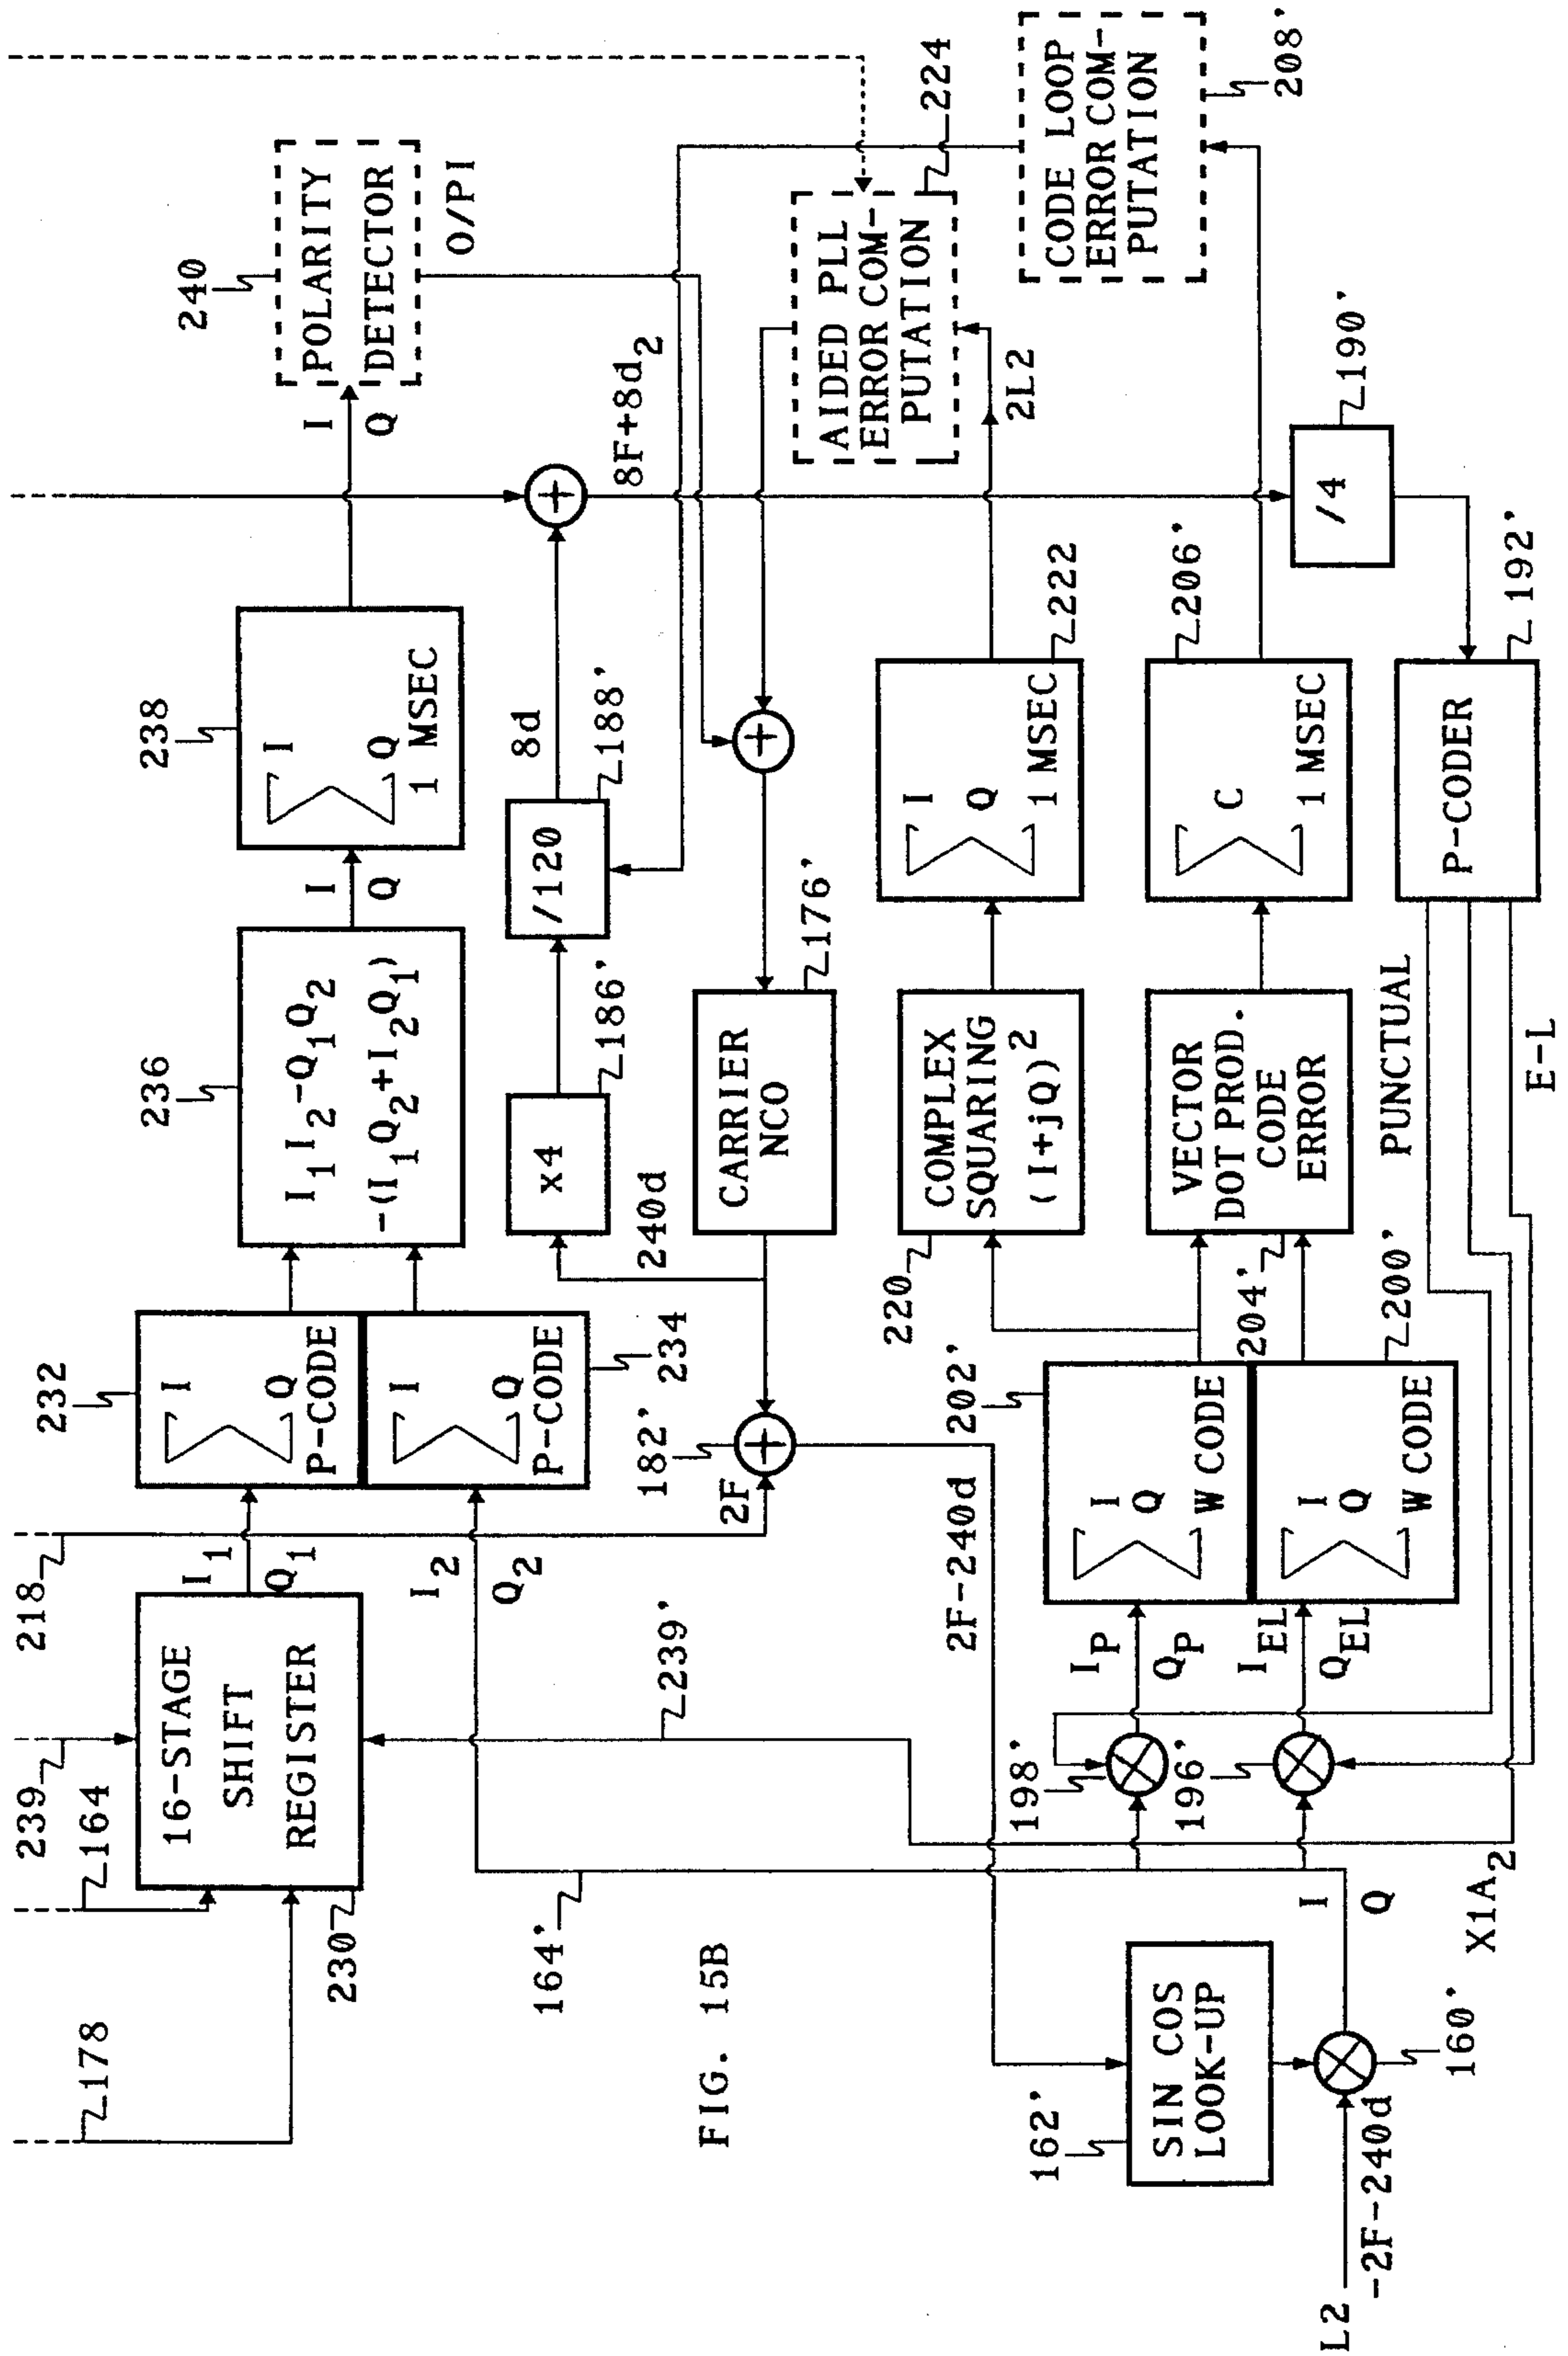 178
239
164
218
16-STAGE
SHIFT
REGISTER
230
I1
Q1
I2
Q2
232
I
Q
P-CODE
I
Q
P-CODE
234
236
I1I2-Q1Q2
-(I1Q2+I2Q1)
I
Q
238
I
Q
1 MSEC
I
Q
240
POLARITY
DETECTOR
0/PI
164'
239'
182'
2F
240d
x4
186'
/120
188'
8d
8F+8d2
CARRIER
NCO
176'
2F-240d
AIDED PLL
ERROR COM-
PUTATION
224
2L2
220
COMPLEX
SQUARING
(I+jQ)2
I
Q
1 MSEC
222
CODE LOOP
ERROR COM-
PUTATION
208'
162'
SIN COS
LOOK-UP
L2
-2F-240d
160'
I
Q
198'
196'
IP
QP
IEL
QEL
202'
I
Q
W CODE
I
Q
W CODE
200'
204'
VECTOR
DOT PROD.
CODE
ERROR
C
1 MSEC
206'
/4
190'
P-CODER
192'
PUNCTUAL
E-L
X1A2
FIG. 15B